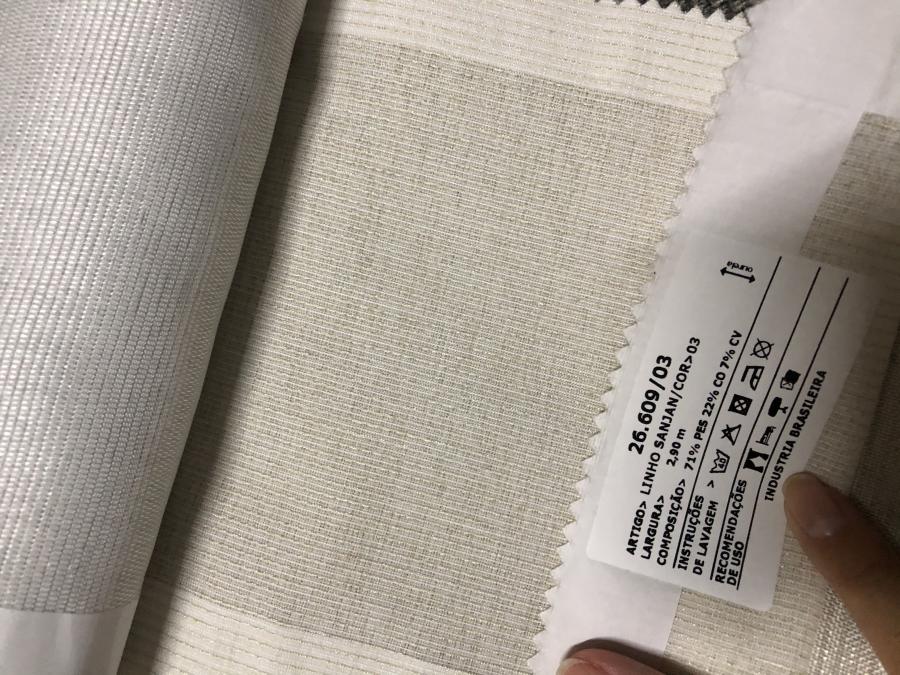 ourela
26.609/03
ARTIGO> LINHO SANJAN/COR>03
LARGURA> 2,90 m
COMPOSIÇÃO> 71% PES 22% CO 7% CV
INSTRUÇÕES
DE LAVAGEM >
40
RECOMENDAÇÕES
DE USO
INDUSTRIA BRASILEIRA